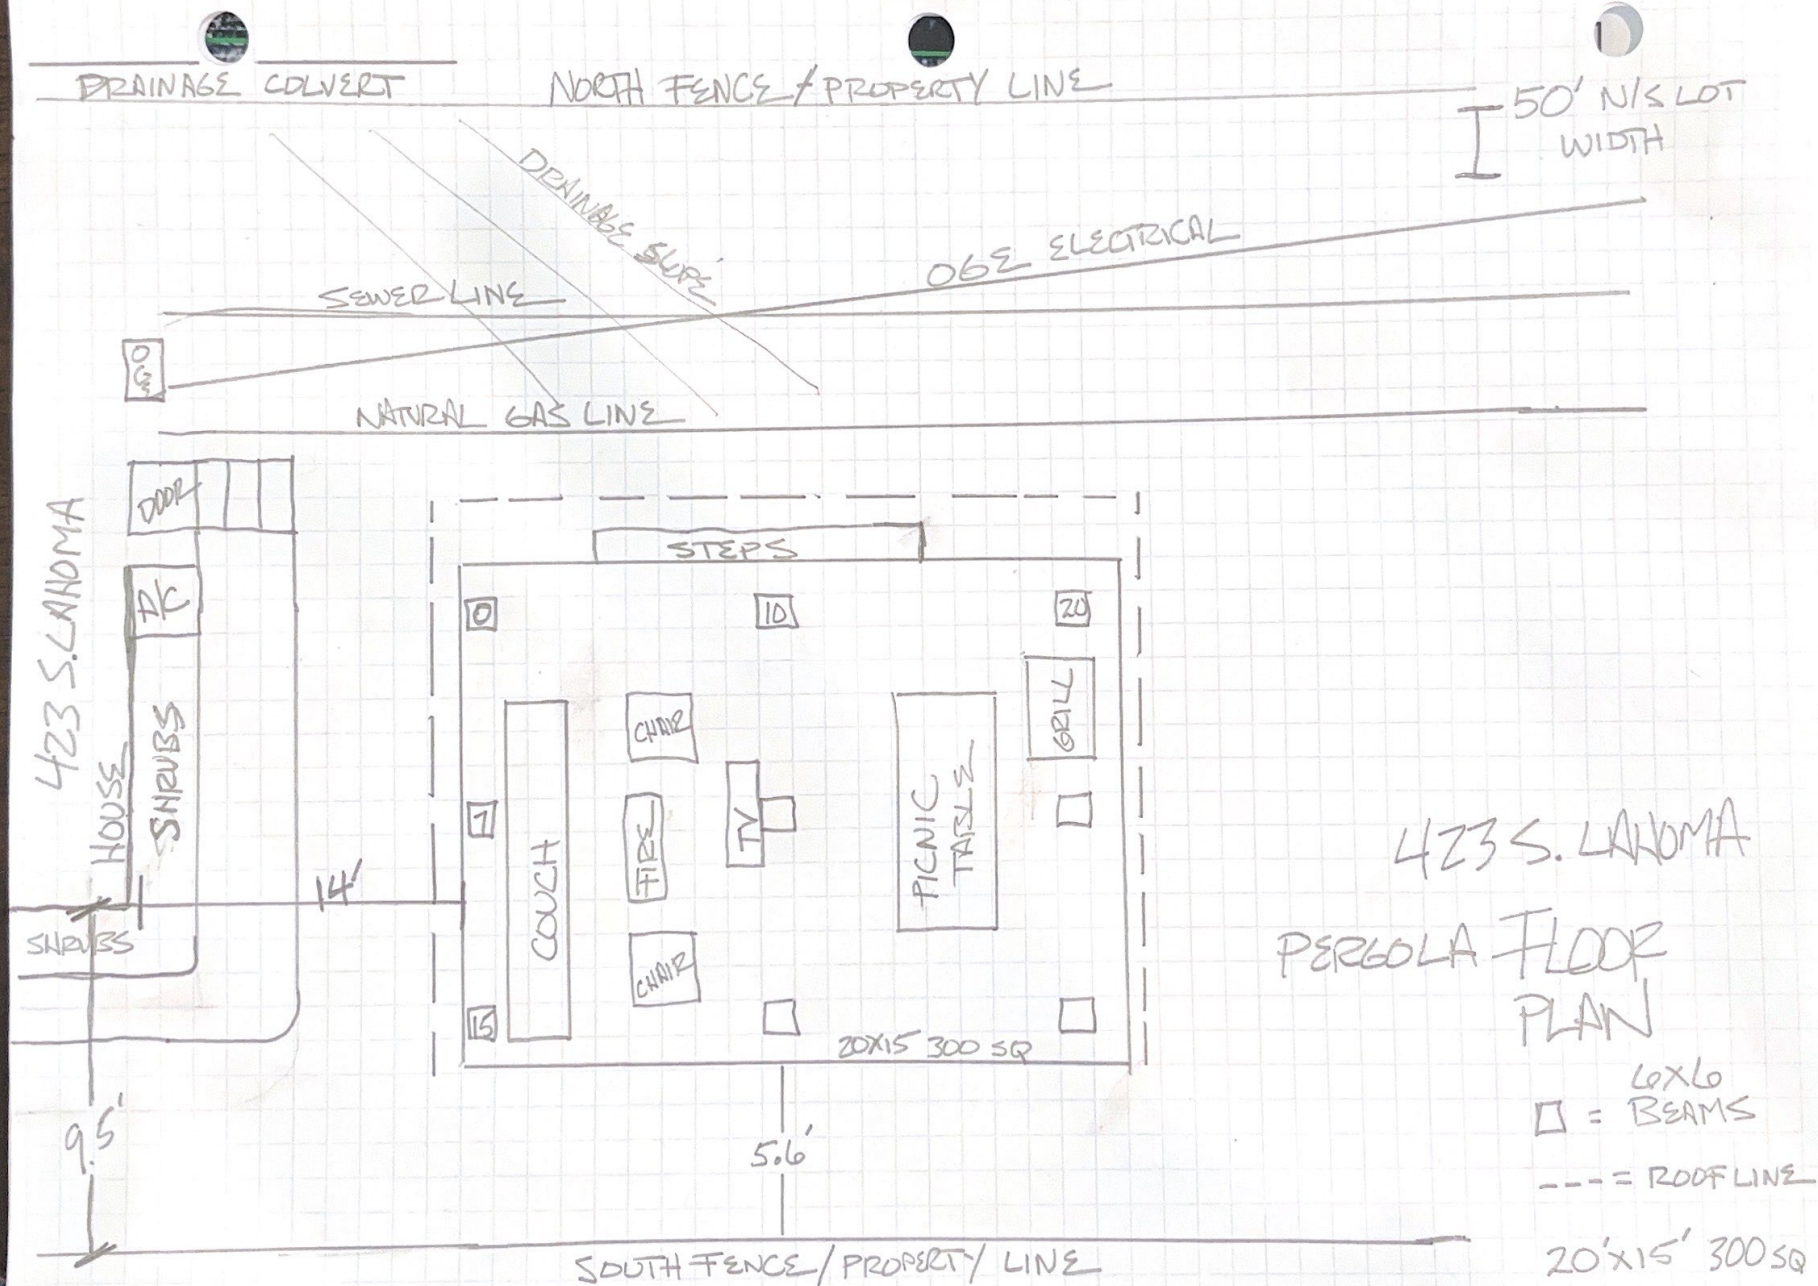 DRAINAGE COLVERT
NORTH FENCE / PROPERTY LINE
50' N/S LOT
WIDTH
DRAINAGE SLOPE
OGE ELECTRICAL
SEWER LINE
OGE
NATURAL GAS LINE
DOOR
STEPS
423 S. LAHOMA
HOUSE
A/C
SHRUBS
0
10
20
CHAIR
GRILL
7
COUCH
FIRE
TV
PICNIC
TABLE
14'
SHRUBS
CHAIR
15
20X15 300 SQ
423 S. LAHOMA
PERGOLA FLOOR
PLAN
9.5'
5.6'
6X6
= BEAMS
--- = ROOF LINE
SOUTH FENCE / PROPERTY LINE
20'X15' 300 SQ